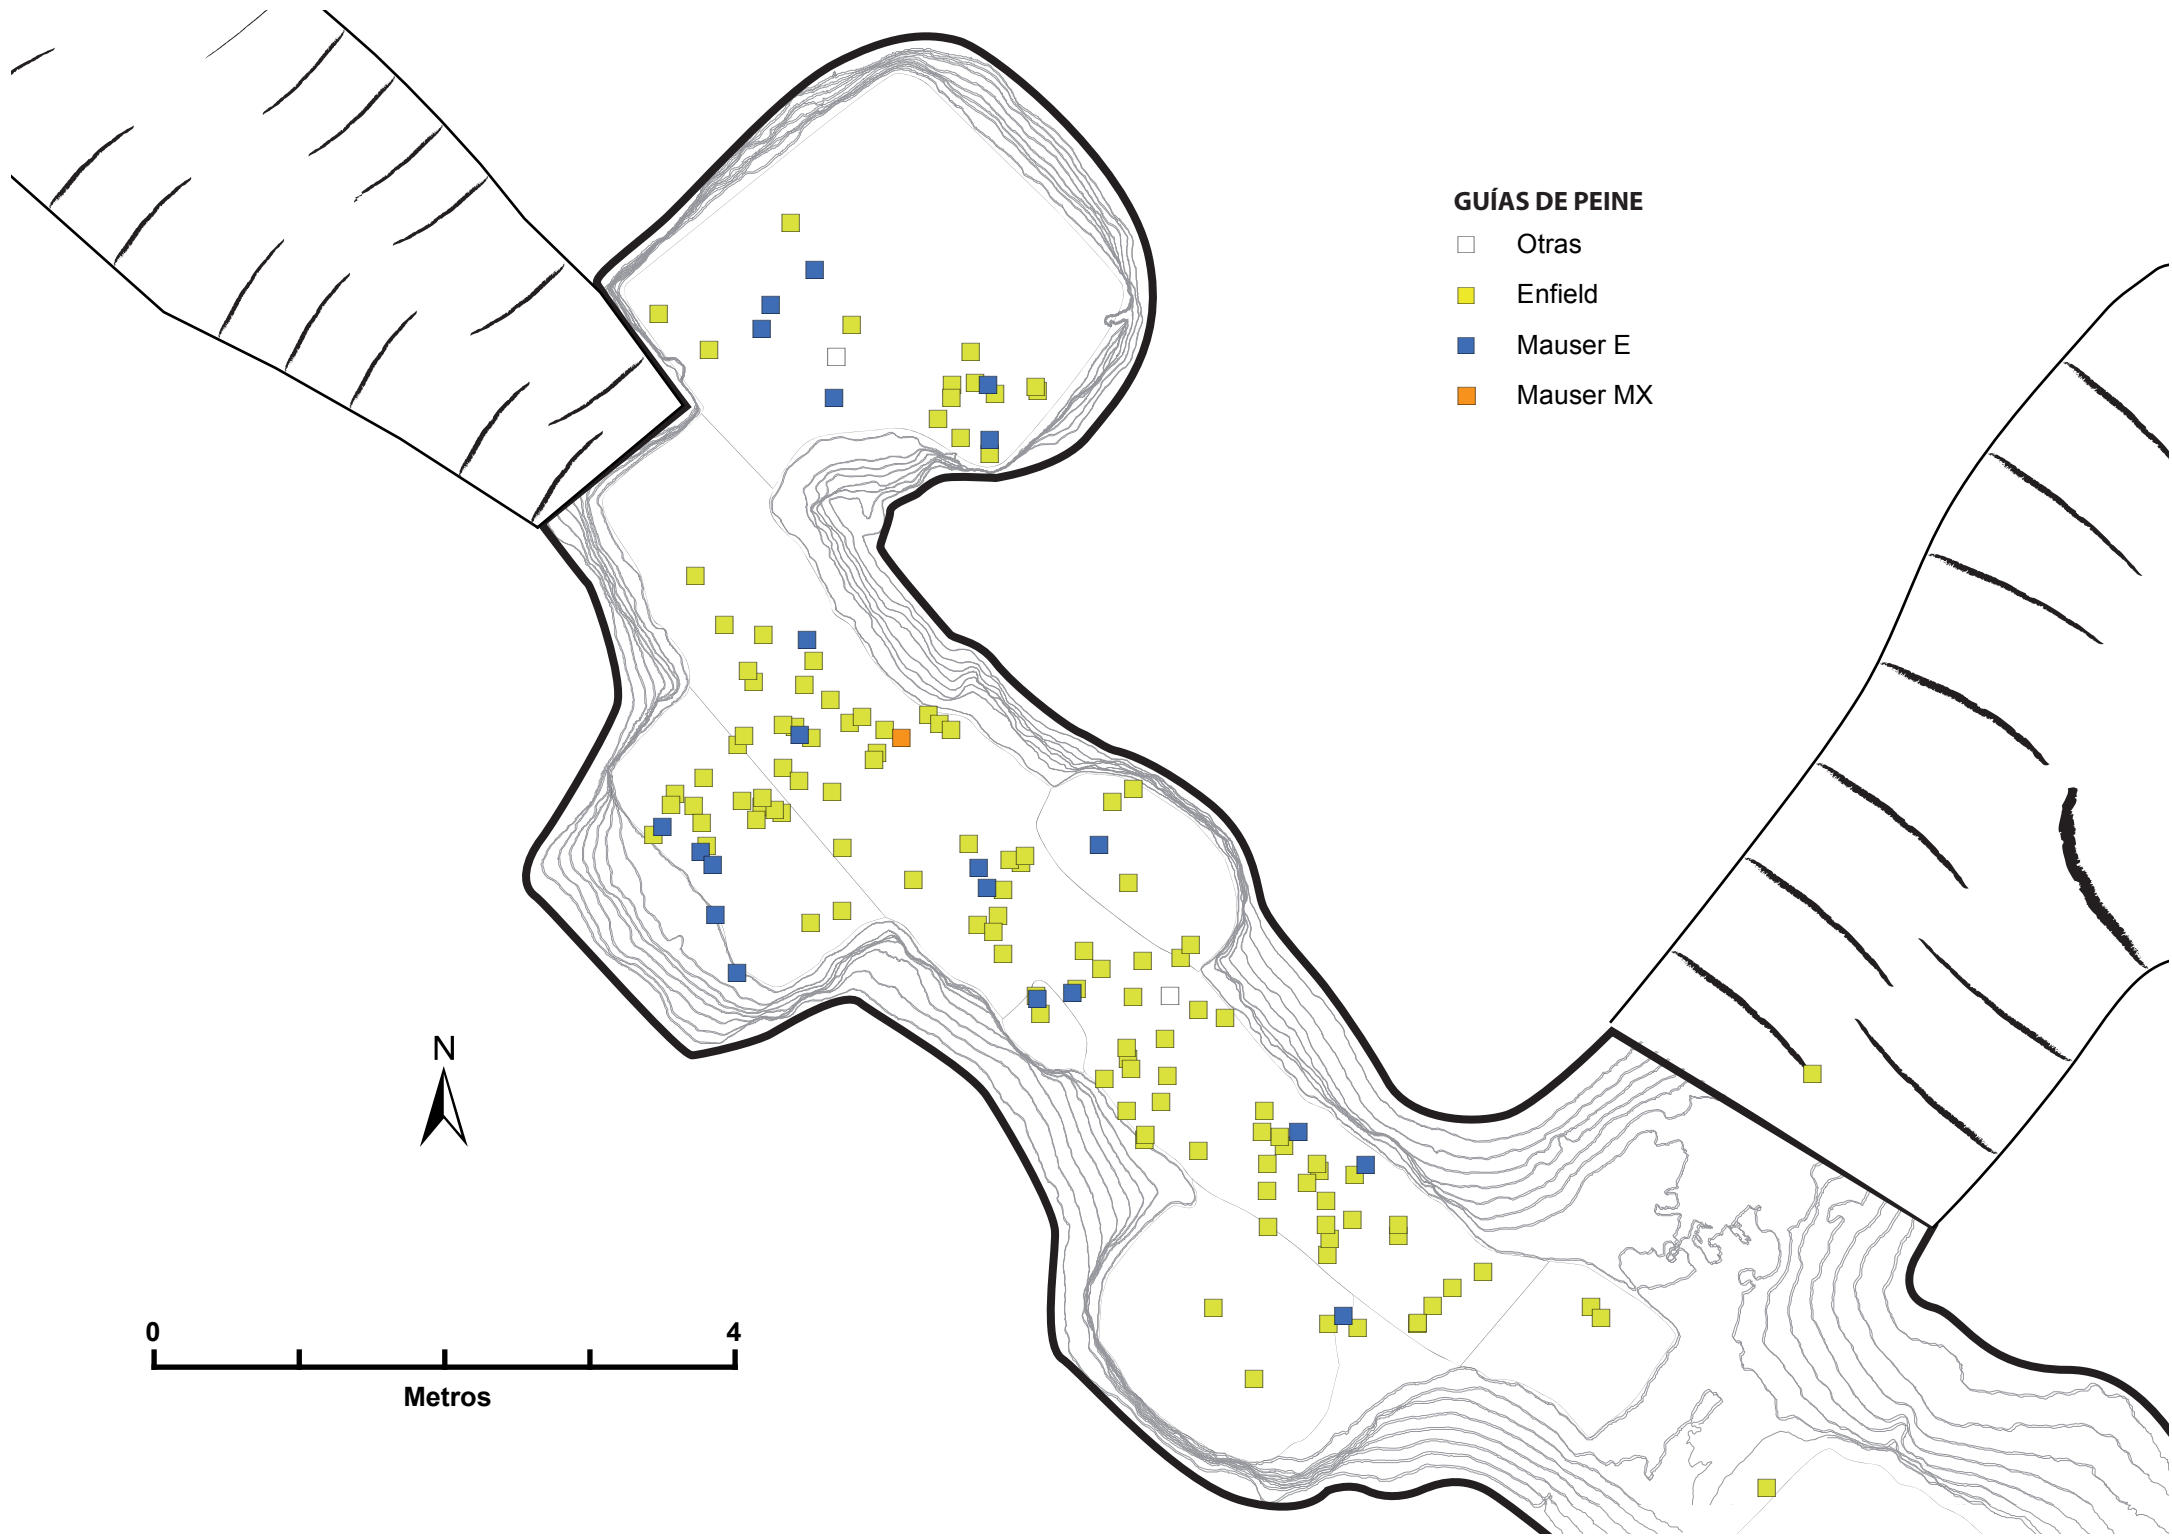 GUÍAS DE PEINE
Otras
Enfield
Mauser E
Mauser MX
N
0 4
Metros